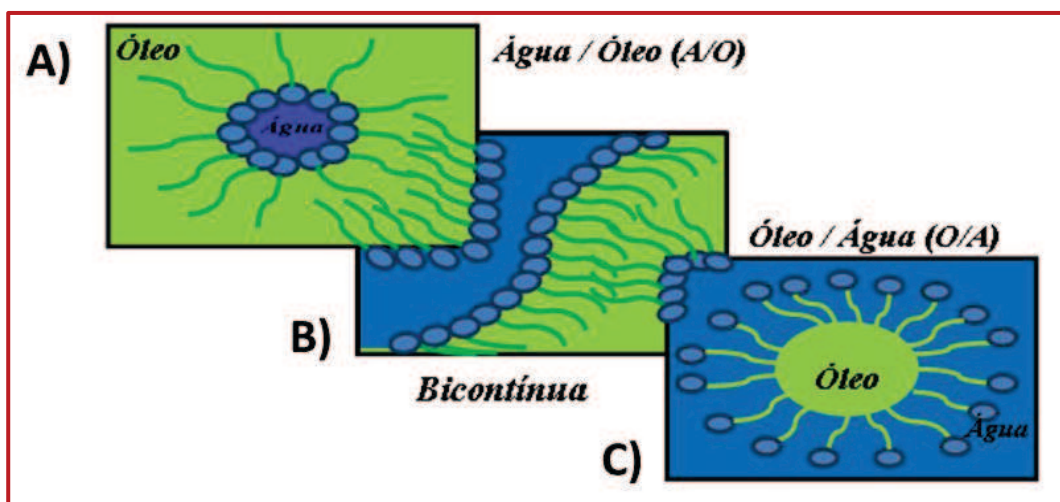 A)
Óleo
Água / Óleo (A/O)
Água
Óleo / Água (O/A)
B)
Bicontínua
Óleo
Água
C)